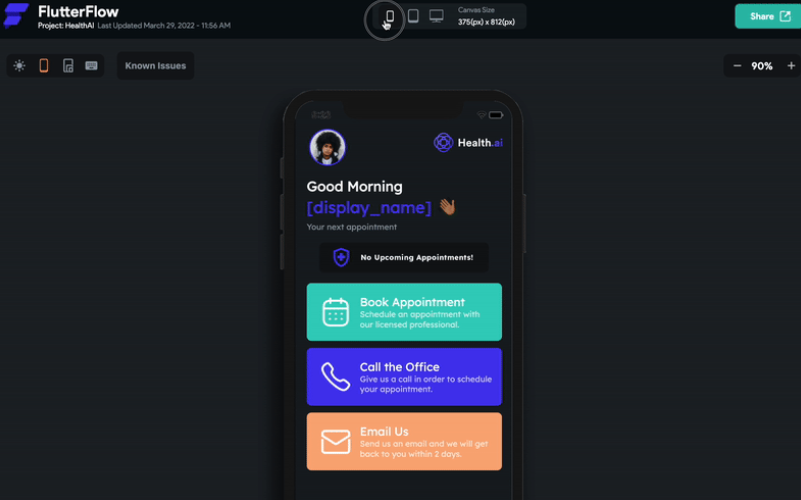 FlutterFlow
Project: HealthAI Last Updated March 29, 2022 - 11:56 AM
Canvas Size
375(px) x 812(px)
Share
Known Issues
90%
Health.ai
Good Morning
[display_name] 👋🏾
Your next appointment
No Upcoming Appointments!
Book Appointment
Schedule an appointment with
our licensed professional.
Call the Office
Give us a call in order to schedule
your appointment.
Email Us
Send us an email and we will get
back to you within 2 days.